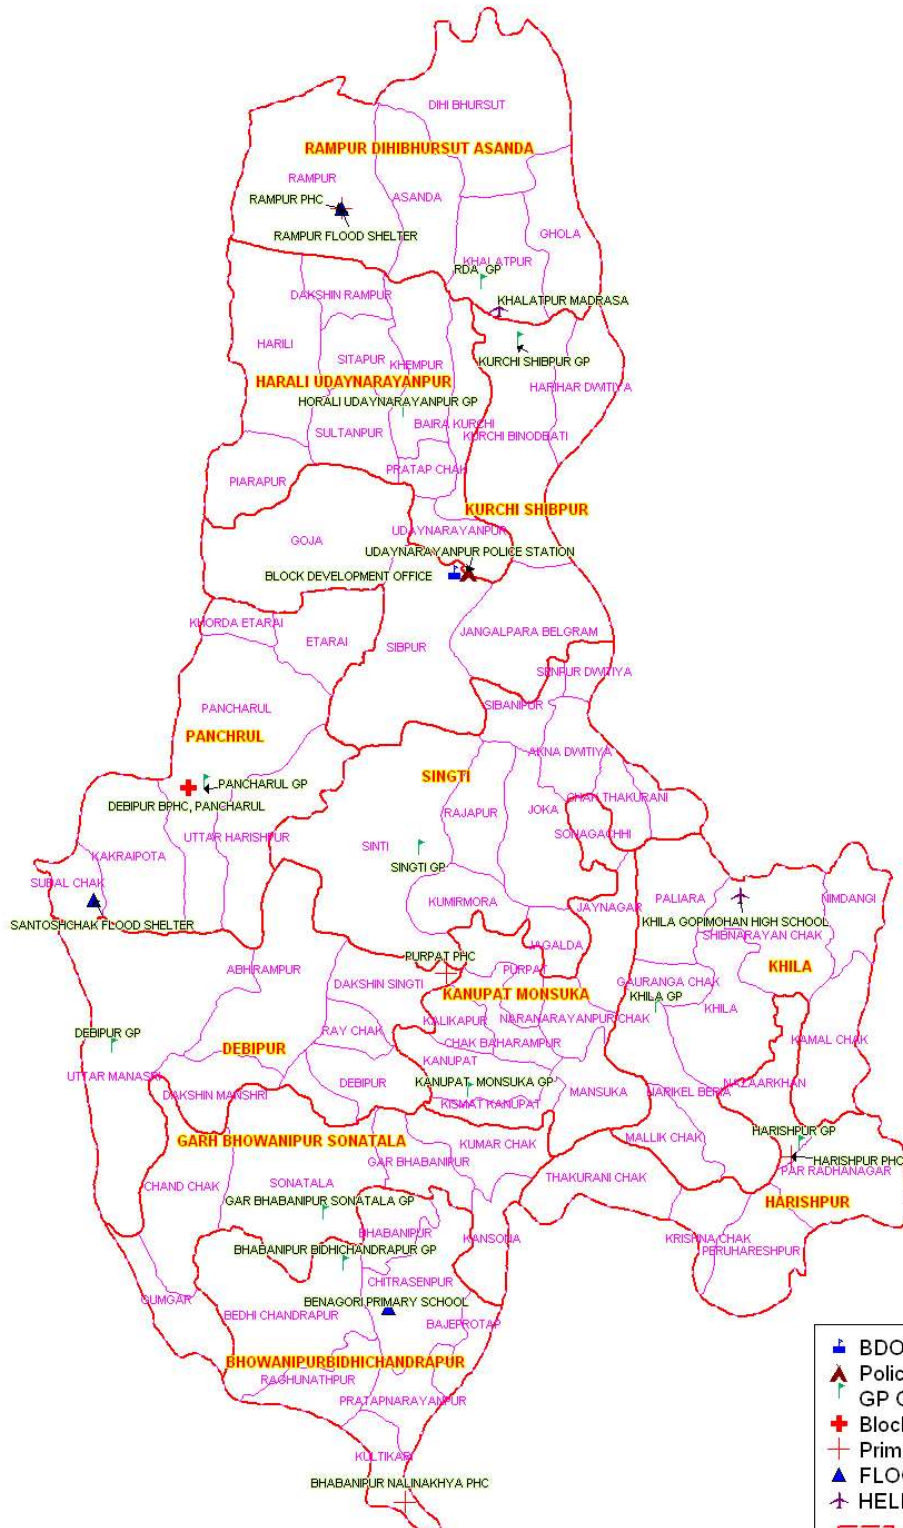 DIHI BHURSUT
RAMPUR DIHIBHURSUT ASANDA
RAMPUR
ASANDA
RAMPUR PHC
RAMPUR FLOOD SHELTER
GHOLA
KHALATPUR
RDA GP
DAKSHIN RAMPUR
KHALATPUR MADRASA
HARILI
SITAPUR
KHEMPUR
KURCHI SHIBPUR GP
HARALI UDAYNARAYANPUR
HARIHAR DWITIYA
HORALI UDAYNARAYANPUR GP
SULTANPUR
BAIRA KURCHI
KURCHI BINODBATI
PRATAP CHAK
PIARAPUR
KURCHI SHIBPUR
UDAYNARAYANPUR
GOJA
UDAYNARAYANPUR POLICE STATION
BLOCK DEVELOPMENT OFFICE
KHORDA ETARAI
ETARAI
SIBPUR
JANGALPARA BELGRAM
SENPUR DWITIYA
PANCHARUL
SIBANIPUR
PANCHRUL
AKNA DWITIYA
SINGTI
PANCHARUL GP
CHAK THAKURANI
DEBIPUR BPHC, PANCHARUL
RAJAPUR
JOKA
UTTAR HARISHPUR
SONAGACHHI
SINTI
KAKRAIPOTA
SINGTI GP
SUBAL CHAK
KUMIRMORA
JAYNAGAR
PALIARA
NIMDANGI
SANTOSHCHAK FLOOD SHELTER
KHILA GOPIMOHAN HIGH SCHOOL
SHIBNARAYAN CHAK
JAGALDA
PURPAT PHC
ABHIRAMPUR
PURPAT
KHILA
DAKSHIN SINGTI
GAURANGA CHAK
KANUPAT MONSUKA
KHILA GP
KHILA
KALIKAPUR
NARANARAYANPUR CHAK
DEBIPUR GP
RAY CHAK
CHAK BAHARAMPUR
KAMAL CHAK
DEBIPUR
KANUPAT
UTTAR MANASRI
DEBIPUR
KANUPAT MONSUKA GP
MANSUKA
NARIKEL BERIA
NAZAARKHAN
DAKSHIN MANSHRI
KISMAT KANUPAT
HARISHPUR GP
GARH BHOWANIPUR SONATALA
KUMAR CHAK
MALLIK CHAK
GAR BHABANIPUR
HARISHPUR PHC
PAR RADHANAGAR
CHAND CHAK
SONATALA
THAKURANI CHAK
GAR BHABANIPUR SONATALA GP
HARISHPUR
BHABANIPUR
KANSONA
KRISHNA CHAK
BHABANIPUR BIDHICHANDRAPUR GP
PERUHARESHPUR
CHITRASENPUR
GUMGAR
BENAGORI PRIMARY SCHOOL
BEDHI CHANDRAPUR
BAJEPROTAP
BHOWANIPURBIDHICHANDRAPUR
RAGHUNATHPUR
PRATAPNARAYANPUR
KULTIKARI
BHABANIPUR NALINAKHYA PHC
BDO
Polic
GP O
Bloc
Prim
FLOO
HELI